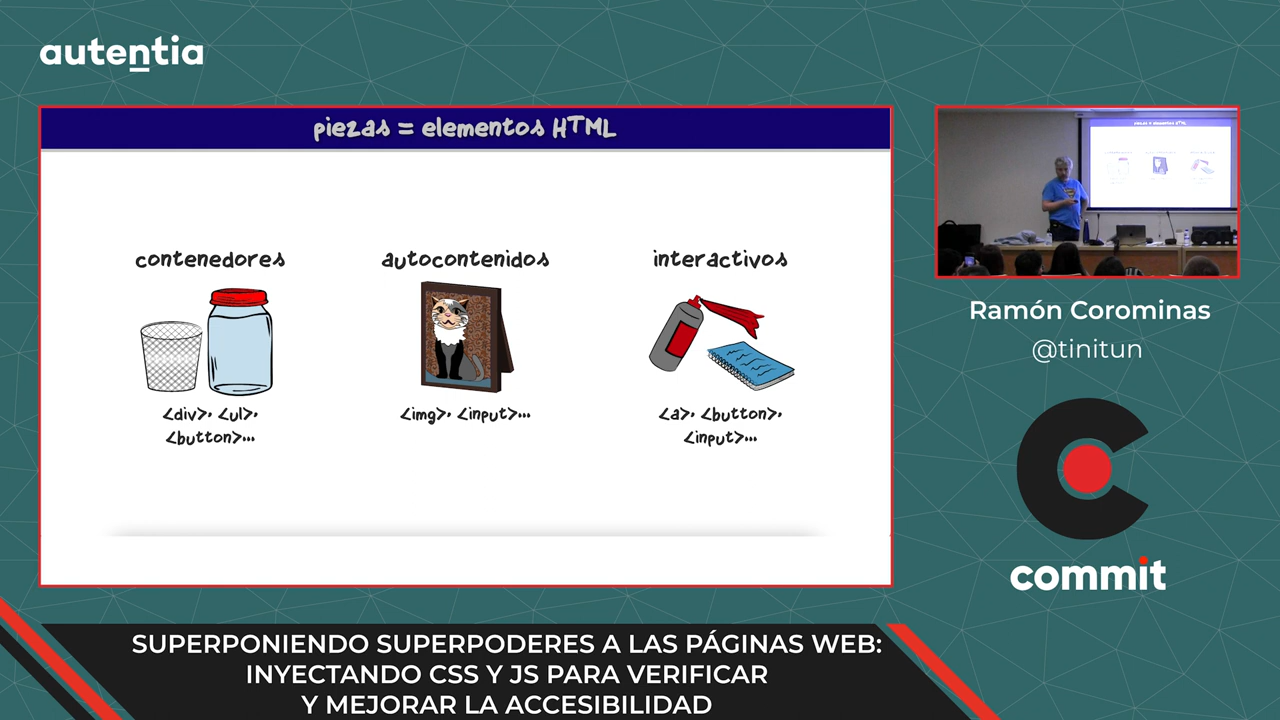 autentia
piezas = elementos HTML
contenedores
<div>, <ul>,
<button>...
autocontenidos
<img>, <input>...
interactivos
<a>, <button>,
<input>...
Ramón Corominas
@tinitun
commit
SUPERPONIENDO SUPERPODERES A LAS PÁGINAS WEB:
INYECTANDO CSS Y JS PARA VERIFICAR
Y MEJORAR LA ACCESIBILIDAD